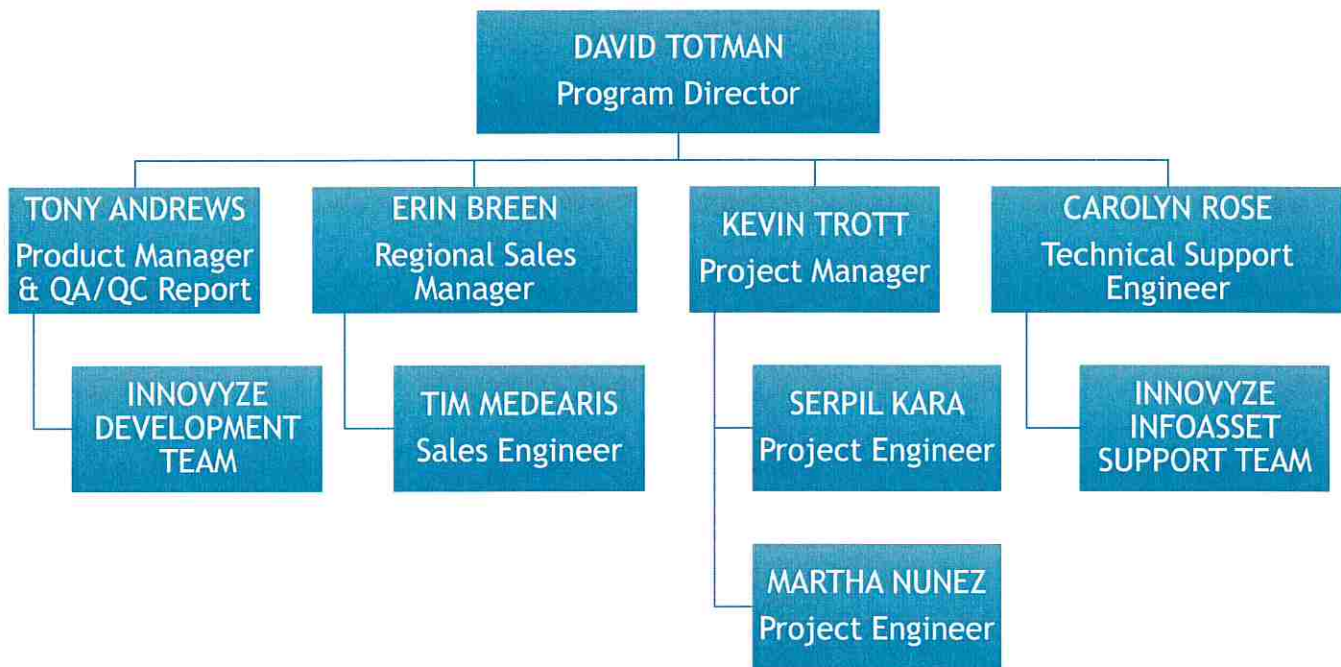 DAVID TOTMAN
Program Director
TONY ANDREWS
Product Manager
& QA/QC Report
ERIN BREEN
Regional Sales
Manager
KEVIN TROTT
Project Manager
CAROLYN ROSE
Technical Support
Engineer
INNOVYZE
DEVELOPMENT
TEAM
TIM MEDEARIS
Sales Engineer
SERPIL KARA
Project Engineer
INNOVYZE
INFOASSET
SUPPORT TEAM
MARTHA NUNEZ
Project Engineer